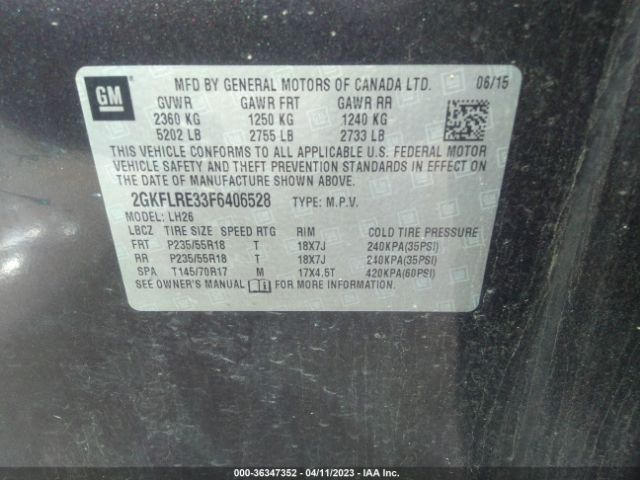 GM
MFD BY GENERAL MOTORS OF CANADA LTD. 06/15
GVWR GAWR FRT GAWR RR
2360 KG 1250 KG 1240 KG
5202 LB 2755 LB 2733 LB
THIS VEHICLE CONFORMS TO ALL APPLICABLE U.S. FEDERAL MOTOR
VEHICLE SAFETY AND THEFT PREVENTION STANDARDS IN EFFECT ON
THE DATE OF MANUFACTURE SHOWN ABOVE.
2GKFLRE33F6406528 TYPE: M.P.V.
MODEL: LH26
LBCZ TIRE SIZE SPEED RTG RIM COLD TIRE PRESSURE
FRT P235/55R18 T 18X7J 240KPA(35PSI)
RR P235/55R18 T 18X7J 240KPA(35PSI)
SPA T145/70R17 M 17X4.5T 420KPA(60PSI)
SEE OWNER'S MANUAL FOR MORE INFORMATION.
000-36347352 / 04/11/2023 - IAA Inc.